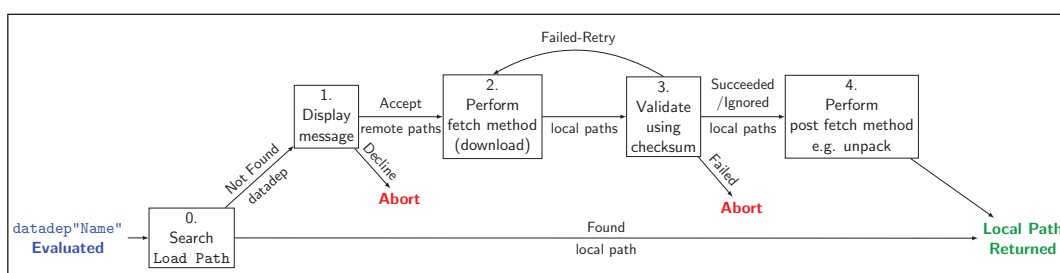 Failed-Retry
1.
Display
message
Accept
remote paths
2.
Perform
fetch method
(download)
local paths
3.
Validate
using
checksum
Succeeded
/Ignored
local paths
4.
Perform
post fetch method
e.g. unpack
Not Found
datadep
Decline
Abort
Failed
Abort
datadep"Name"
Evaluated
0.
Search
Load Path
Found
local path
Local Path
Returned